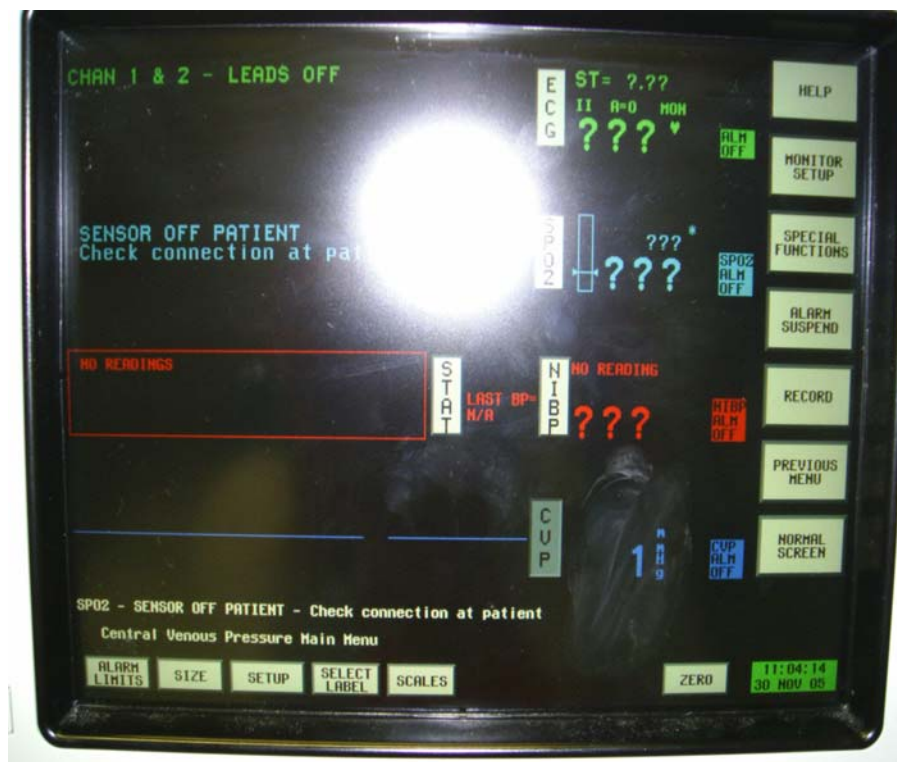 CHAN 1 & 2 - LEADS OFF
ECG
ST= ?.??
II A=0 MON
???
ALM
OFF
HELP
MONITOR
SETUP
SENSOR OFF PATIENT
Check connection at
SPO2
???
???
SPO2
ALM
OFF
SPECIAL
FUNCTIONS
ALARM
SUSPEND
NO READINGS
STAT
LAST BP=
N/A
NIBP
NO READING
???
NIBP
ALM
OFF
RECORD
PREVIOUS
MENU
CVP
1
mmHg
CVP
ALM
OFF
NORMAL
SCREEN
SPO2 - SENSOR OFF PATIENT - Check connection at patient
Central Venous Pressure Main Menu
ALARM
LIMITS
SIZE
SETUP
SELECT
LABEL
SCALES
ZERO
11:04:14
30 NOV 05